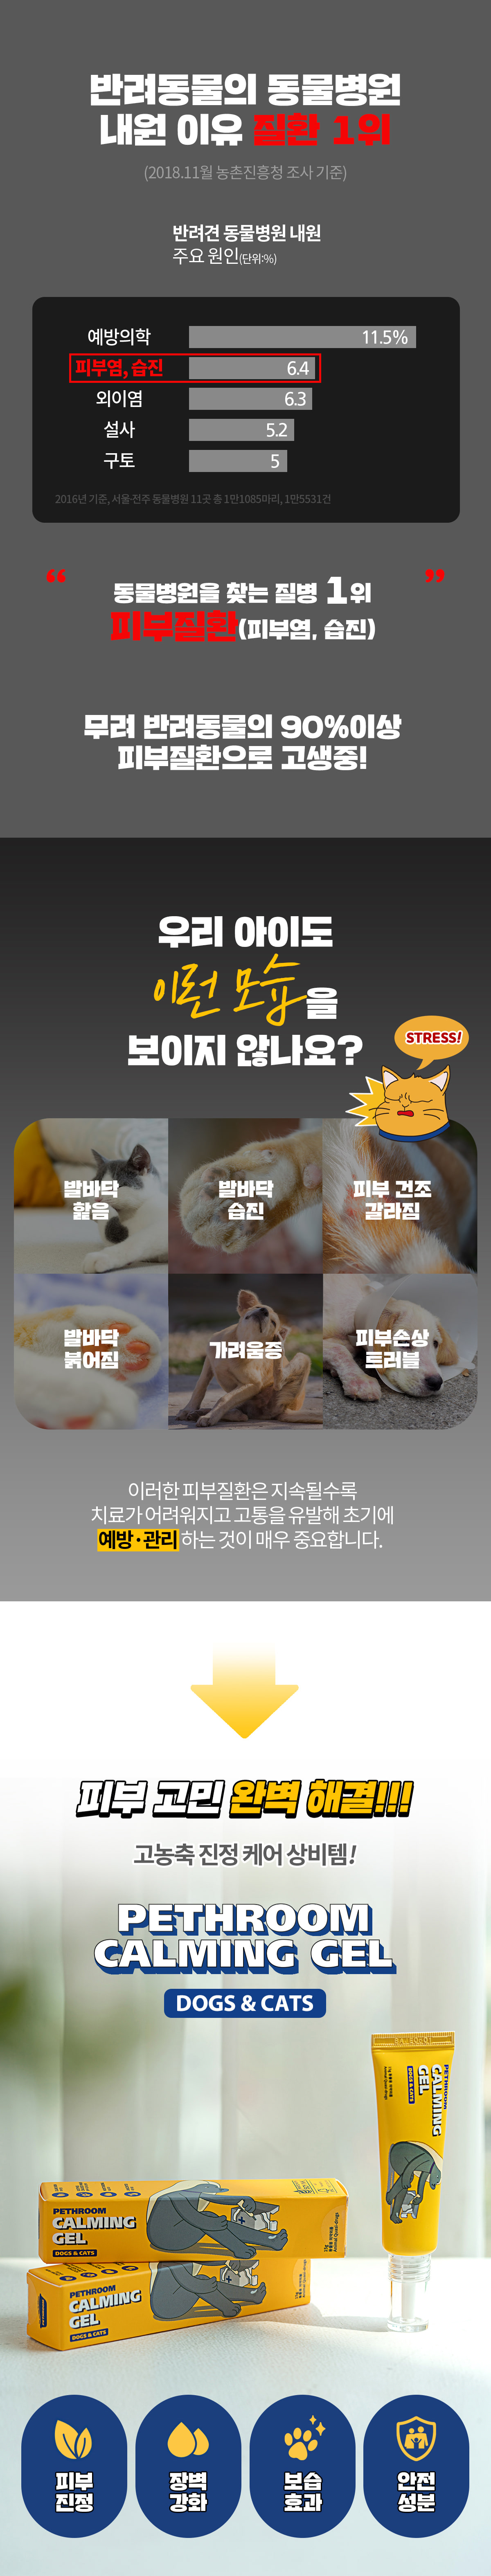 반려동물의 동물병원
내원 이유 질환 1위
(2018.11월 농촌진흥청 조사 기준)
반려견 동물병원 내원
주요 원인(단위:%)
예방의학 11.5%
피부염, 습진 6.4
외이염 6.3
설사 5.2
구토 5
2016년 기준, 서울·전주 동물병원 11곳 총 1만1085마리, 1만5531건
“ ”
동물병원을 찾는 질병 1위
피부질환(피부염, 습진)
무려 반려동물의 90%이상
피부질환으로 고생중!
우리 아이도
이런 모습을
보이지 않나요?
STRESS!
발바닥
핥음
발바닥
습진
피부 건조
갈라짐
발바닥
붉어짐
가려움증
피부손상
트러블
이러한 피부질환은 지속될수록
치료가 어려워지고 고통을 유발해 초기에
예방·관리 하는 것이 매우 중요합니다.
피부 고민 완벽 해결!!!
고농축 진정 케어 상비템!
PETHROOM
CALMING GEL
DOGS & CATS
PETHROOM
CALMING
GEL
DOGS & CATS
PETHROOM
CALMING
GEL
DOGS & CATS
PETHROOM
CALMING
GEL
DOGS & CATS
피부
진정
장벽
강화
보습
효과
안전
성분